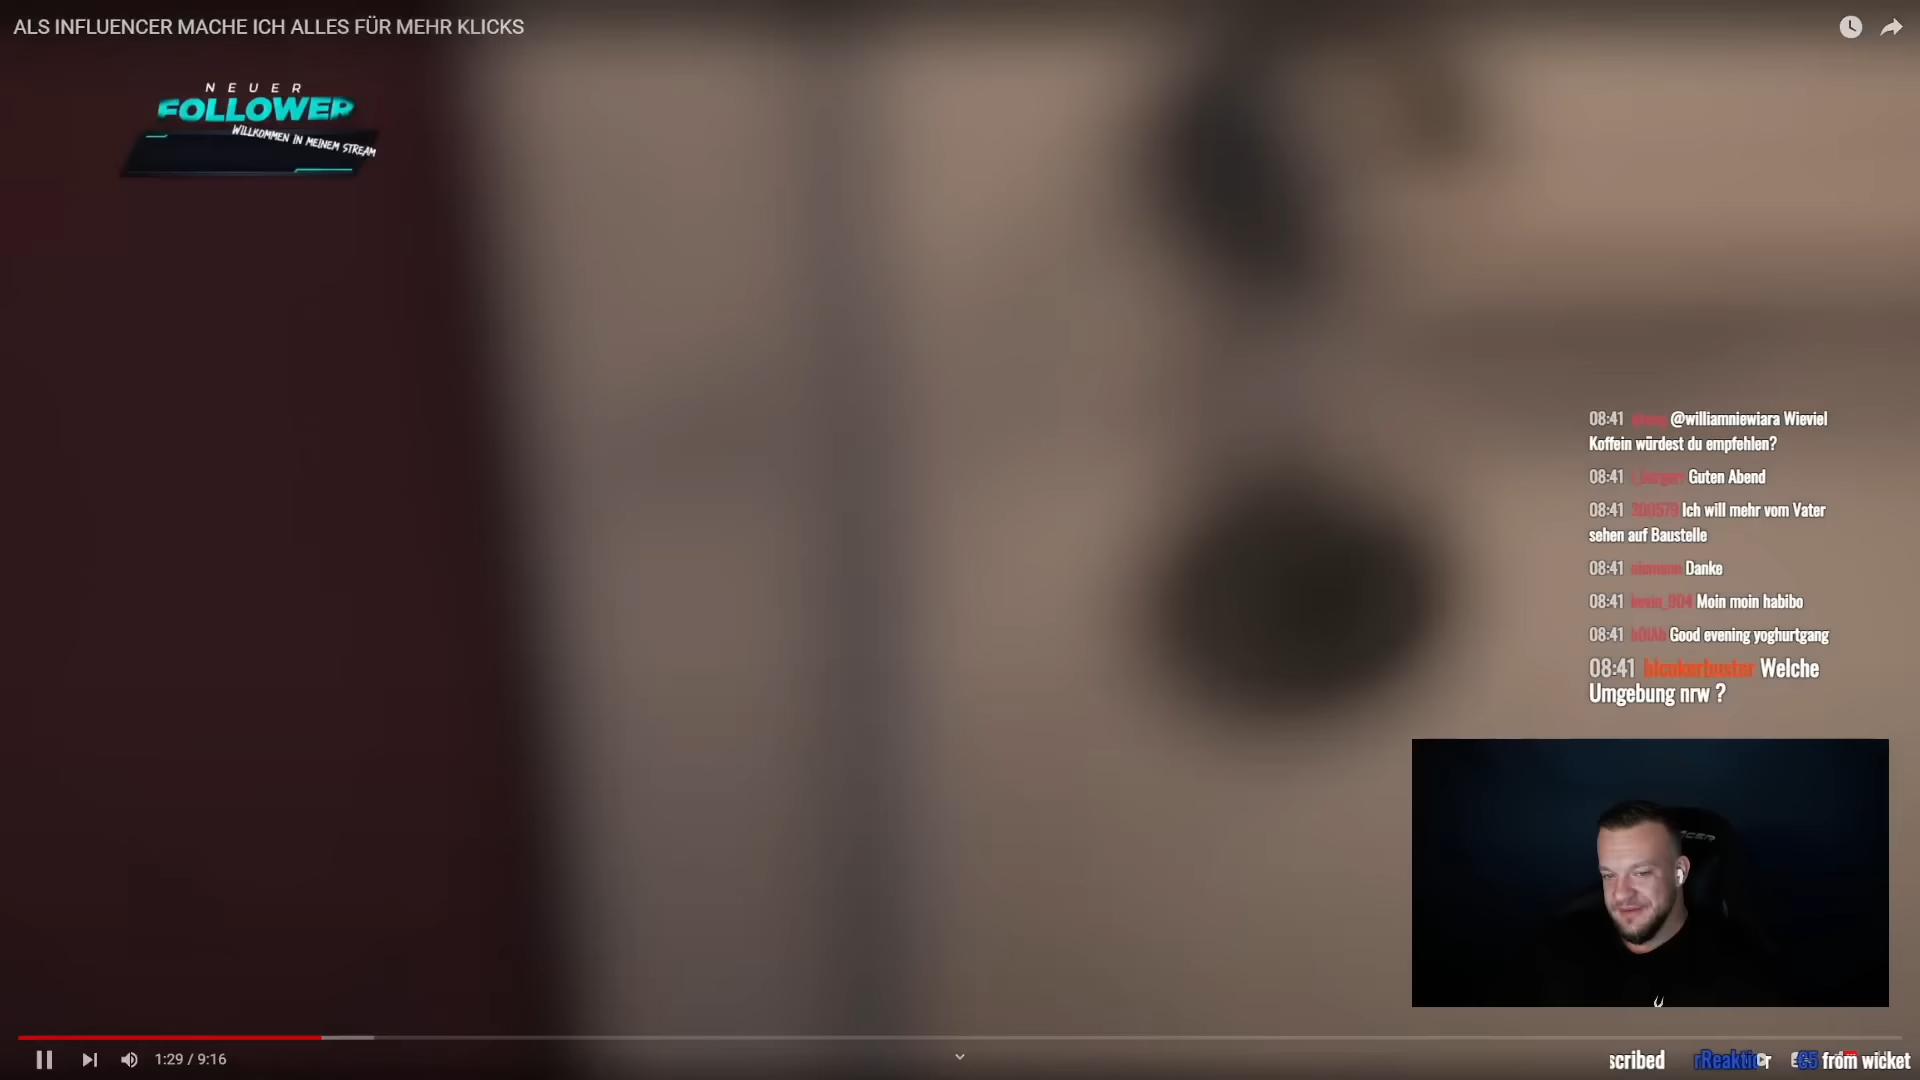 ALS INFLUENCER MACHE ICH ALLES FÜR MEHR KLICKS
NEUER
FOLLOWER
WILLKOMMEN IN MEINEM STREAM
08:41 @williamniewiara Wieviel
Koffein würdest du empfehlen?
08:41 Guten Abend
08:41 300579 Ich will mehr vom Vater
sehen auf Baustelle
08:41 Danke
08:41 kevin_904 Moin moin habibo
08:41 Good evening yoghurtgang
08:41 Welche
Umgebung nrw ?
1:29 / 9:16
scribed from wicket